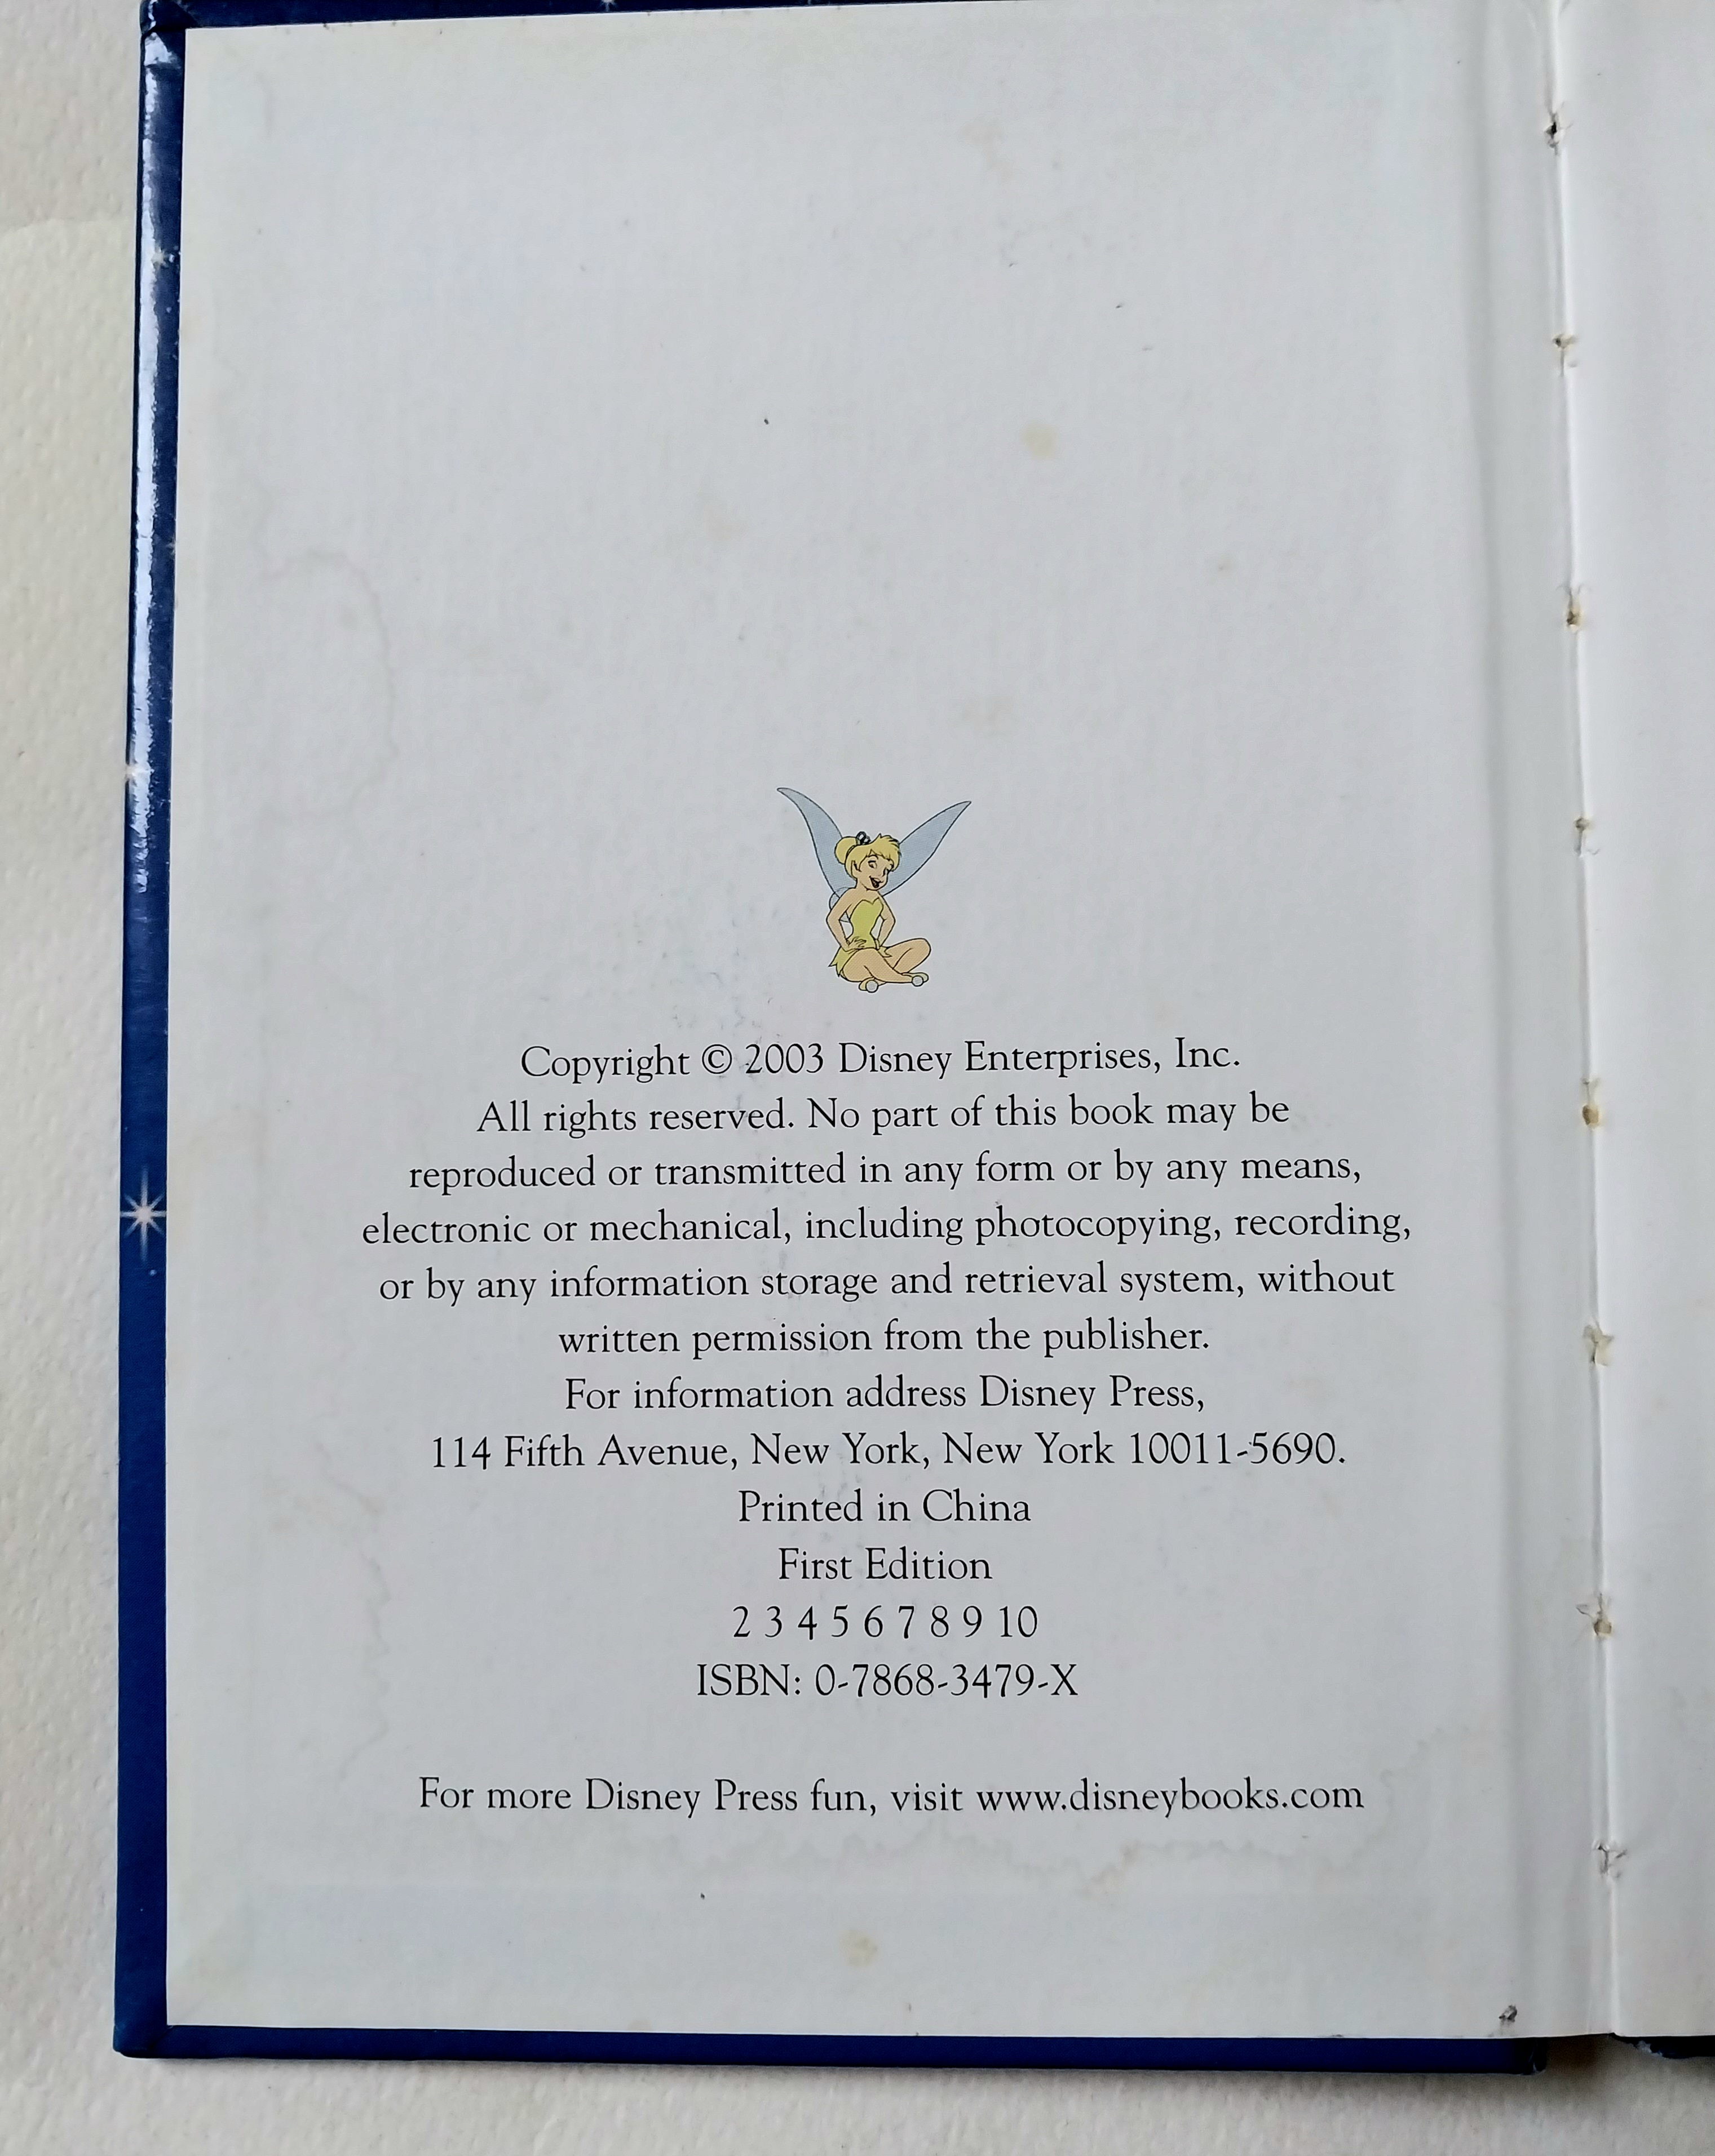 Copyright © 2003 Disney Enterprises, Inc.
All rights reserved. No part of this book may be
reproduced or transmitted in any form or by any means,
electronic or mechanical, including photocopying, recording,
or by any information storage and retrieval system, without
written permission from the publisher.
For information address Disney Press,
114 Fifth Avenue, New York, New York 10011-5690.
Printed in China
First Edition
2 3 4 5 6 7 8 9 10
ISBN: 0-7868-3479-X
For more Disney Press fun, visit www.disneybooks.com